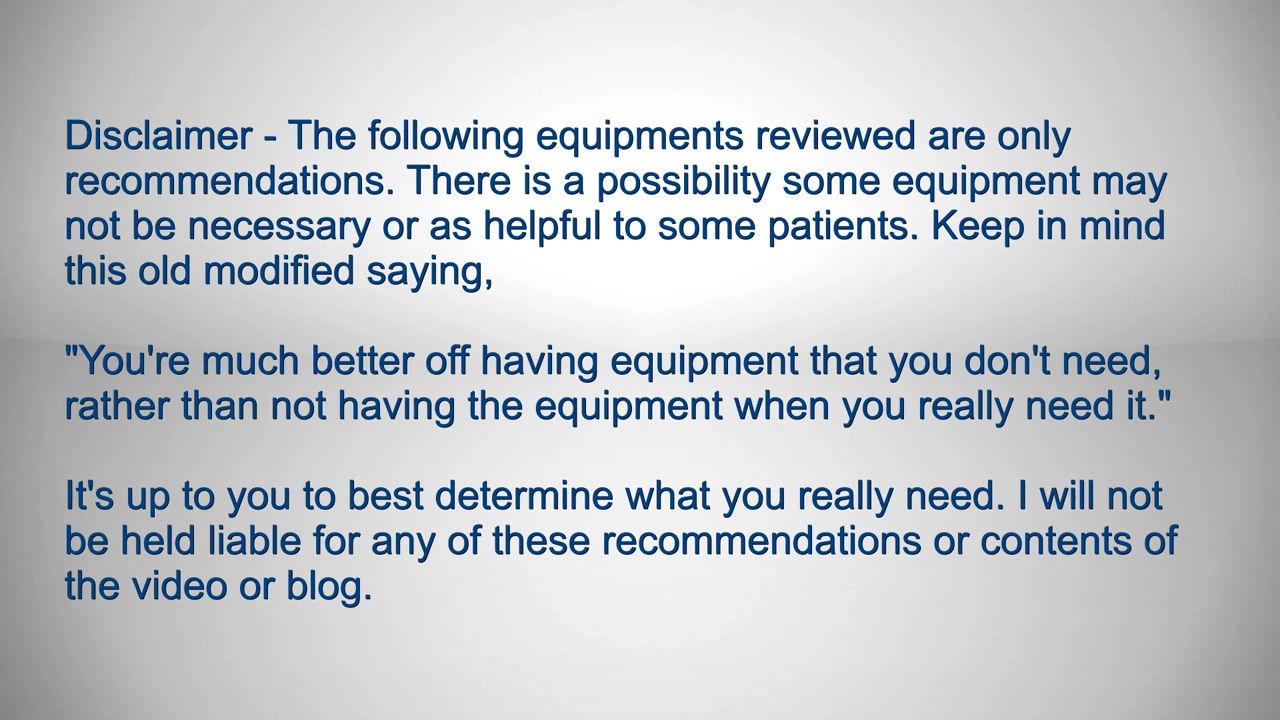 Disclaimer - The following equipments reviewed are only
recommendations. There is a possibility some equipment may
not be necessary or as helpful to some patients. Keep in mind
this old modified saying,
"You're much better off having equipment that you don't need,
rather than not having the equipment when you really need it."
It's up to you to best determine what you really need. I will not
be held liable for any of these recommendations or contents of
the video or blog.